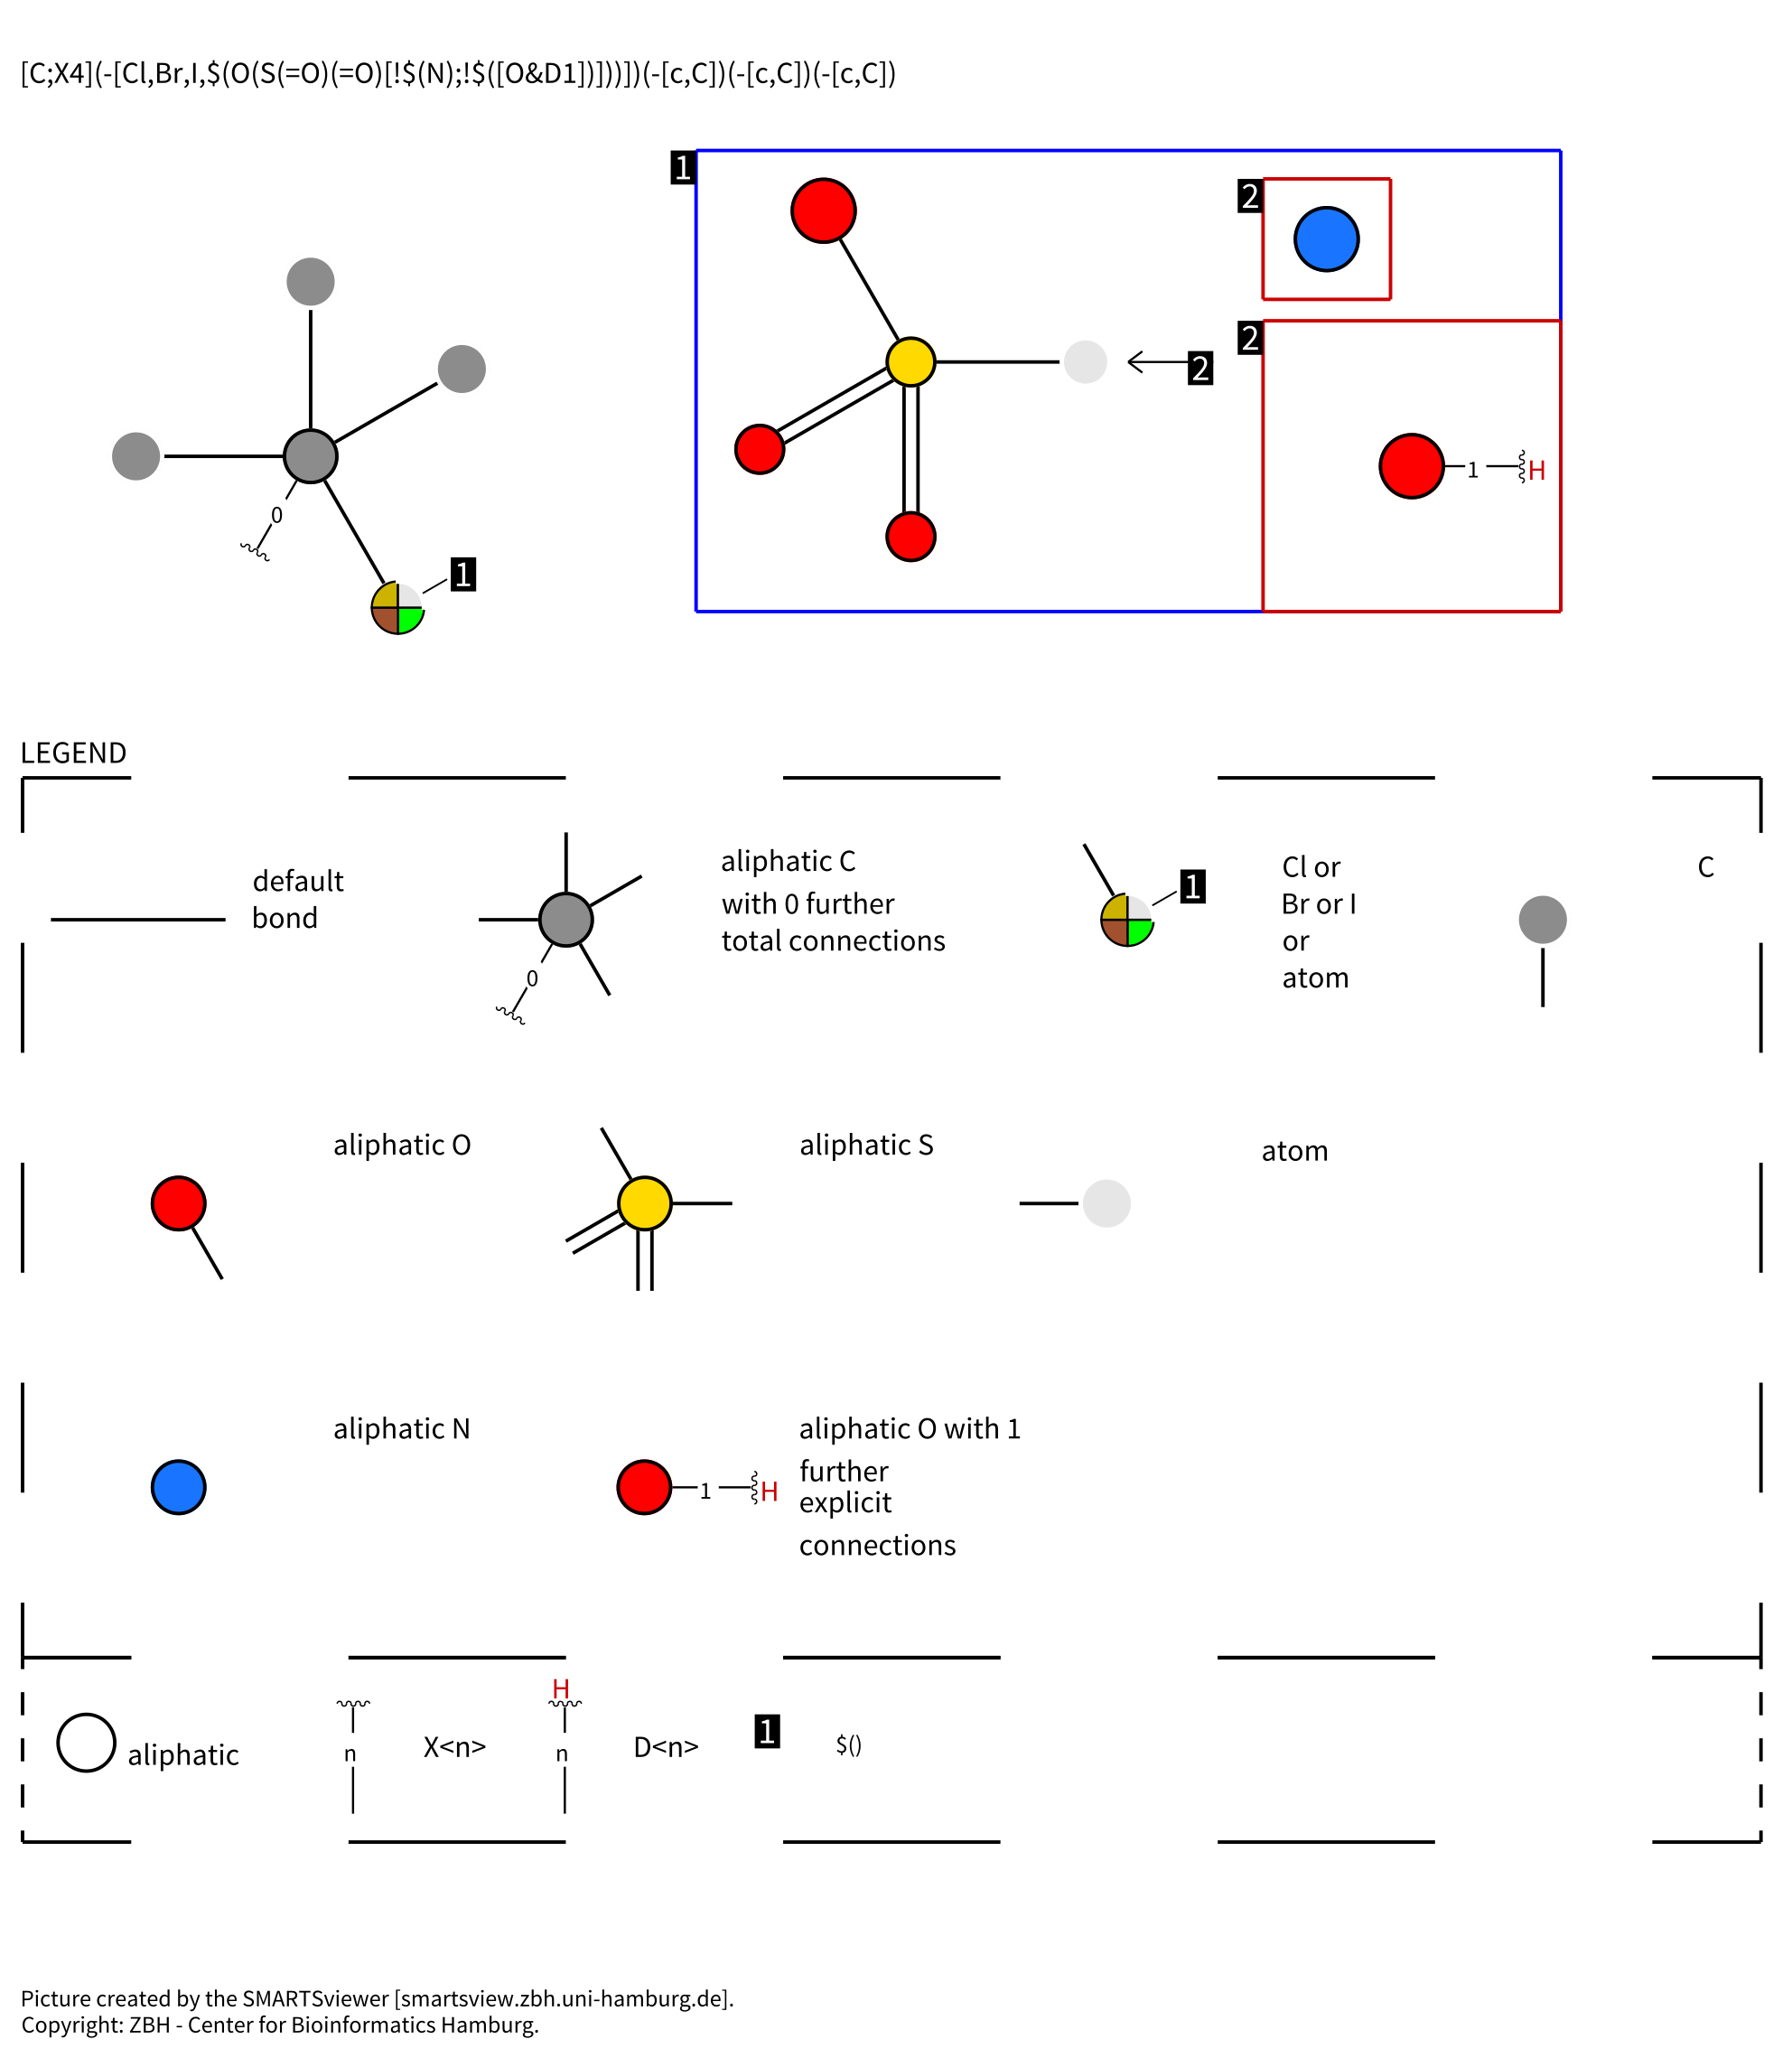 [C;X4](-[Cl,Br,I,$(O(S(=O)(=O)[!$(N);!$([O&D1])]))])(-[c,C])(-[c,C])(-[c,C])
1
2
2
2
1 H
0
1
LEGEND
default
bond
0
aliphatic C
with 0 further
total connections
1
Cl or
Br or I
or
atom
C
aliphatic O
aliphatic S
atom
aliphatic N
1 H
aliphatic O with 1
further
explicit
connections
aliphatic
n
X<n>
H
n
D<n>
1
$()
Picture created by the SMARTSviewer [smartsview.zbh.uni-hamburg.de].
Copyright: ZBH - Center for Bioinformatics Hamburg.